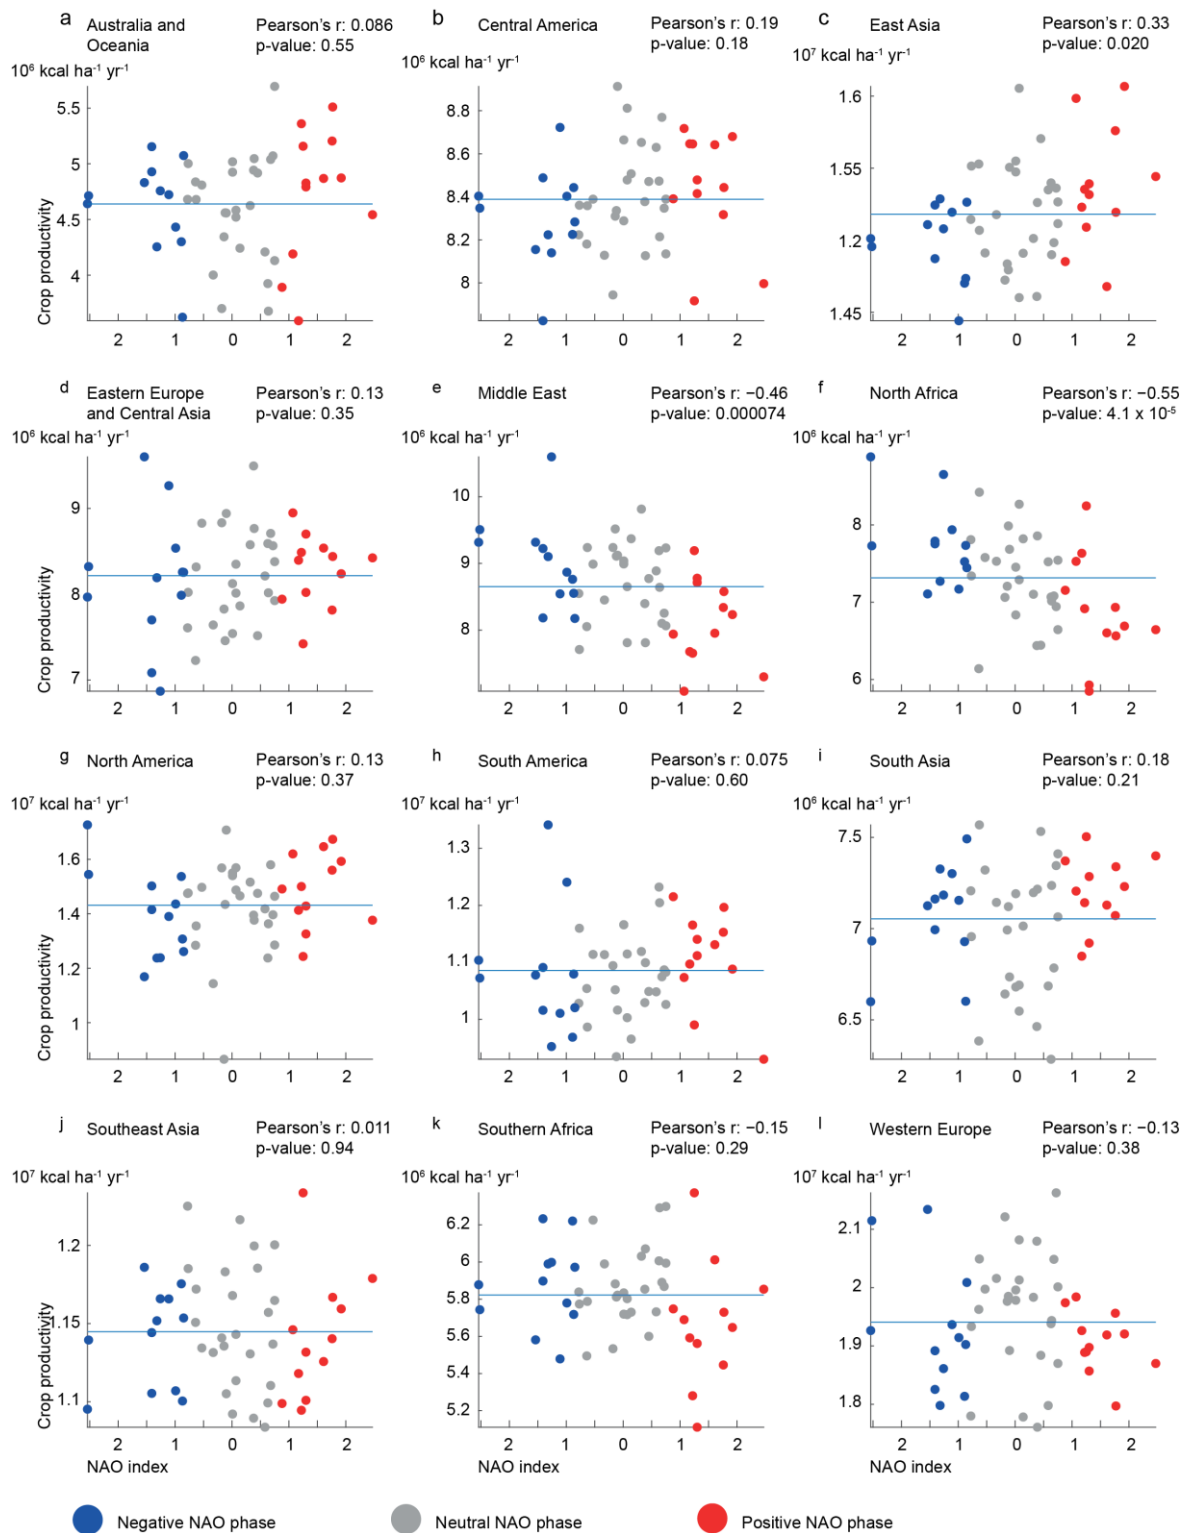 a Australia and Oceania Pearson's r: 0.086
p-value: 0.55
10⁶ kcal ha⁻¹ yr⁻¹
Crop productivity
5.5
5
4.5
4
2 1 0 1 2
b Central America Pearson's r: 0.19
p-value: 0.18
10⁶ kcal ha⁻¹ yr⁻¹
8.8
8.6
8.4
8.2
8
2 1 0 1 2
c East Asia Pearson's r: 0.33
p-value: 0.020
10⁷ kcal ha⁻¹ yr⁻¹
1.6
1.55
1.2
1.45
2 1 0 1 2
d Eastern Europe and Central Asia Pearson's r: 0.13
p-value: 0.35
10⁶ kcal ha⁻¹ yr⁻¹
Crop productivity
9
8
7
2 1 0 1 2
e Middle East Pearson's r: −0.46
p-value: 0.000074
10⁶ kcal ha⁻¹ yr⁻¹
10
9
8
2 1 0 1 2
f North Africa Pearson's r: −0.55
p-value: 4.1 x 10⁻⁵
10⁶ kcal ha⁻¹ yr⁻¹
8
7
6
2 1 0 1 2
g North America Pearson's r: 0.13
p-value: 0.37
10⁷ kcal ha⁻¹ yr⁻¹
Crop productivity
1.6
1.4
1.2
1
2 1 0 1 2
h South America Pearson's r: 0.075
p-value: 0.60
10⁷ kcal ha⁻¹ yr⁻¹
1.3
1.2
1.1
1
2 1 0 1 2
i South Asia Pearson's r: 0.18
p-value: 0.21
10⁶ kcal ha⁻¹ yr⁻¹
7.5
7
6.5
2 1 0 1 2
j Southeast Asia Pearson's r: 0.011
p-value: 0.94
10⁷ kcal ha⁻¹ yr⁻¹
Crop productivity
1.2
1.15
1.1
2 1 0 1 2
NAO index
k Southern Africa Pearson's r: −0.15
p-value: 0.29
10⁶ kcal ha⁻¹ yr⁻¹
6.2
6
5.8
5.6
5.4
5.2
2 1 0 1 2
NAO index
l Western Europe Pearson's r: −0.13
p-value: 0.38
10⁷ kcal ha⁻¹ yr⁻¹
2.1
2
1.9
1.8
2 1 0 1 2
NAO index
Negative NAO phase Neutral NAO phase Positive NAO phase